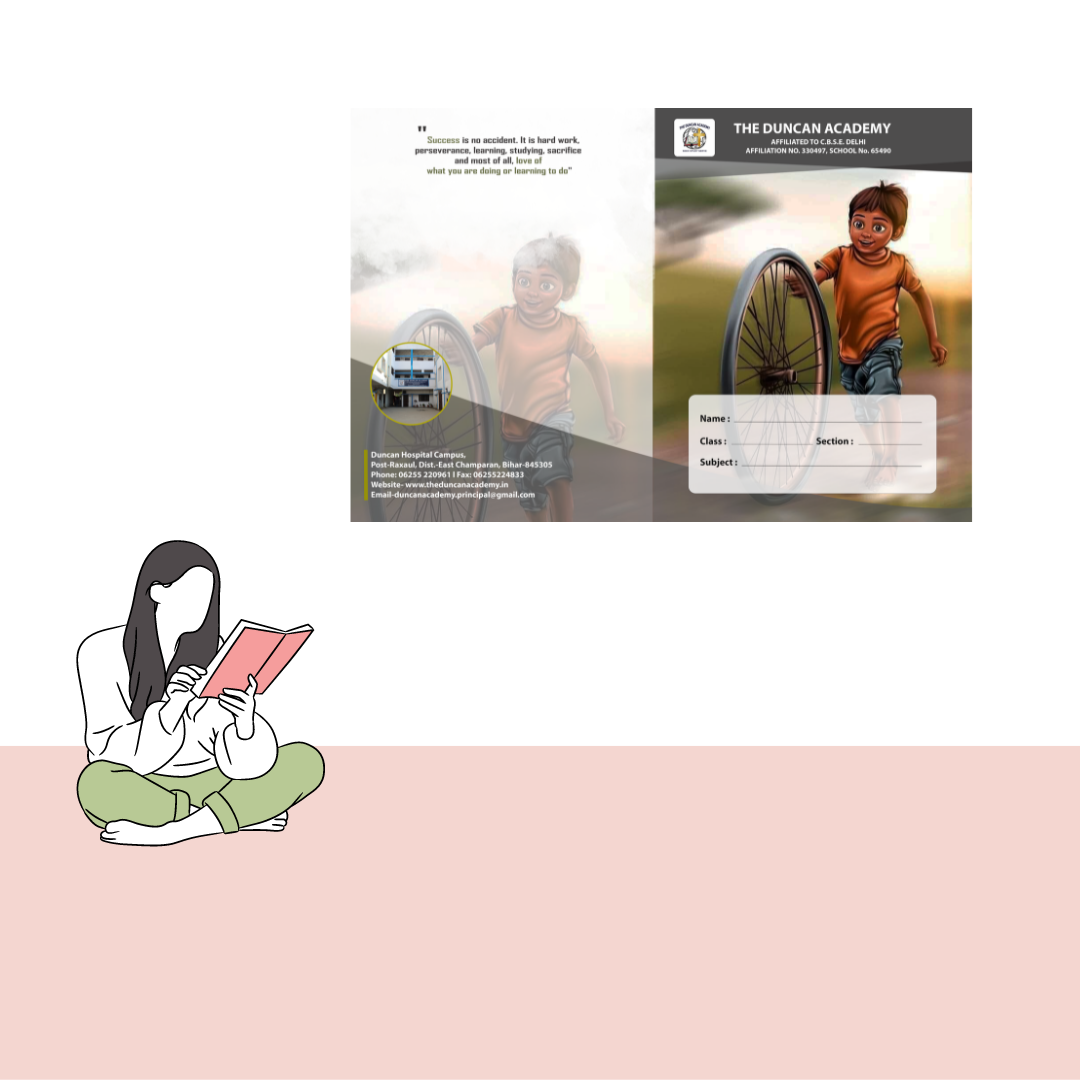 "
Success is no accident. It is hard work,
perseverance, learning, studying, sacrifice
and most of all, love of
what you are doing or learning to do"
Duncan Hospital Campus,
Post-Raxaul, Dist.-East Champaran, Bihar-845305
Phone: 06255 220961 I Fax: 06255224833
Website- www.theduncanacademy.in
Email-duncanacademy.principal@gmail.com
THE DUNCAN ACADEMY
AFFILIATED TO C.B.S.E. DELHI
AFFILIATION NO. 330497, SCHOOL No. 65490
Name :
Class : Section :
Subject :